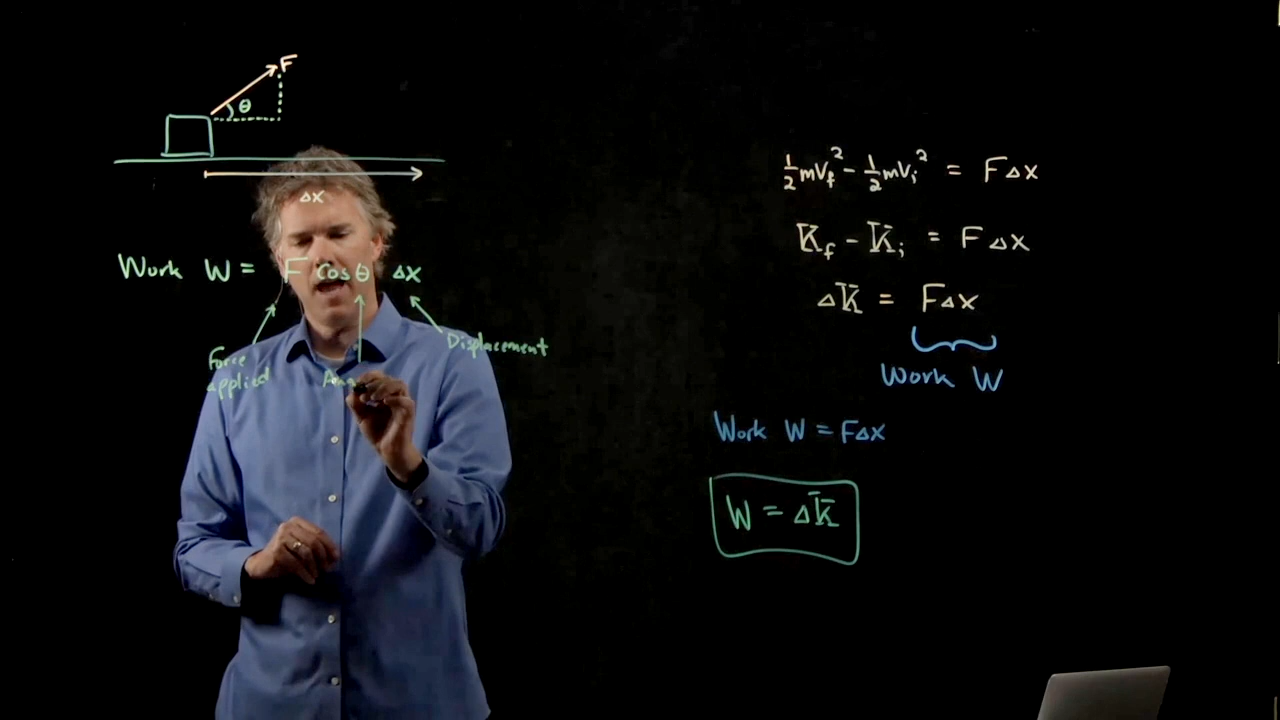 F
θ
Δx
Work W = F Cos θ Δx
Force applied
Displacement
½mv_f² - ½mv_i² = FΔx
K_f - K_i = FΔx
ΔK = FΔx
Work W
Work W = FΔx
W = ΔK